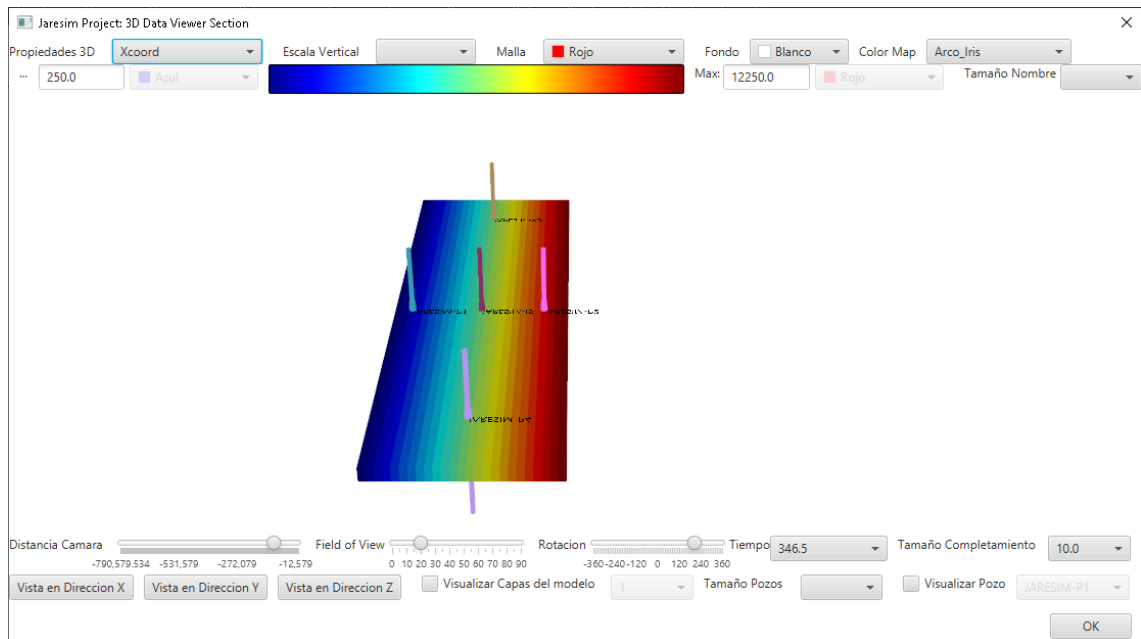 Jaresim Project: 3D Data Viewer Section
Propiedades 3D Xcoord Escala Vertical Malla Rojo Fondo Blanco Color Map Arco_Iris
... 250.0 Azul Max: 12250.0 Rojo Tamaño Nombre
Distancia Camara Field of View Rotacion Tiempo 346.5 Tamaño Completamiento 10.0
-790,579.534 -531,579 -272,079 -12,579 0 10 20 30 40 50 60 70 80 90 -360 -240 -120 0 120 240 360
Vista en Direccion X Vista en Direccion Y Vista en Direccion Z Visualizar Capas del modelo 1 Tamaño Pozos Visualizar Pozo JARESIM-P1
OK